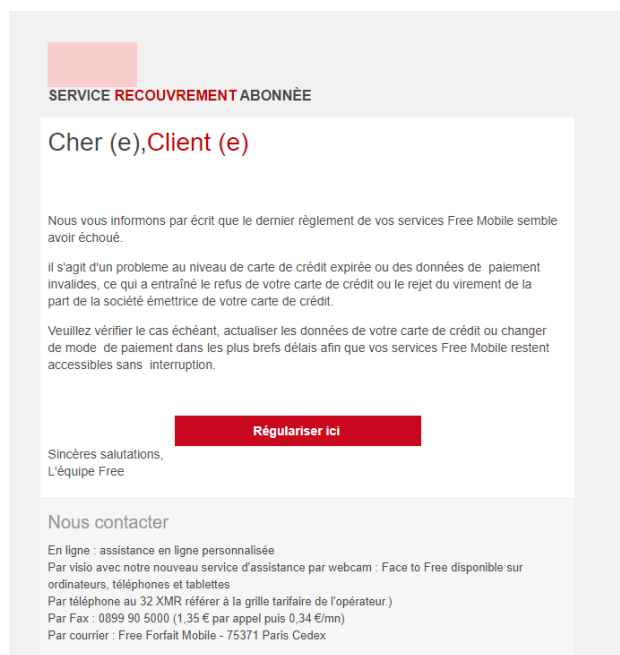 SERVICE RECOUVREMENT ABONNÈE
Cher (e),Client (e)
Nous vous informons par écrit que le dernier règlement de vos services Free Mobile semble
avoir échoué.
il s'agit d'un probleme au niveau de carte de crédit expirée ou des données de paiement
invalides, ce qui a entraîné le refus de votre carte de crédit ou le rejet du virement de la
part de la société émettrice de votre carte de crédit.
Veuillez vérifier le cas échéant, actualiser les données de votre carte de crédit ou changer
de mode de paiement dans les plus brefs délais afin que vos services Free Mobile restent
accessibles sans interruption.
Régulariser ici
Sincères salutations,
L'équipe Free
Nous contacter
En ligne : assistance en ligne personnalisée
Par visio avec notre nouveau service d'assistance par webcam : Face to Free disponible sur
ordinateurs, téléphones et tablettes
Par téléphone au 32 XMR référer à la grille tarifaire de l'opérateur.)
Par Fax : 0899 90 5000 (1,35 € par appel puis 0,34 €/mn)
Par courrier : Free Forfait Mobile - 75371 Paris Cedex